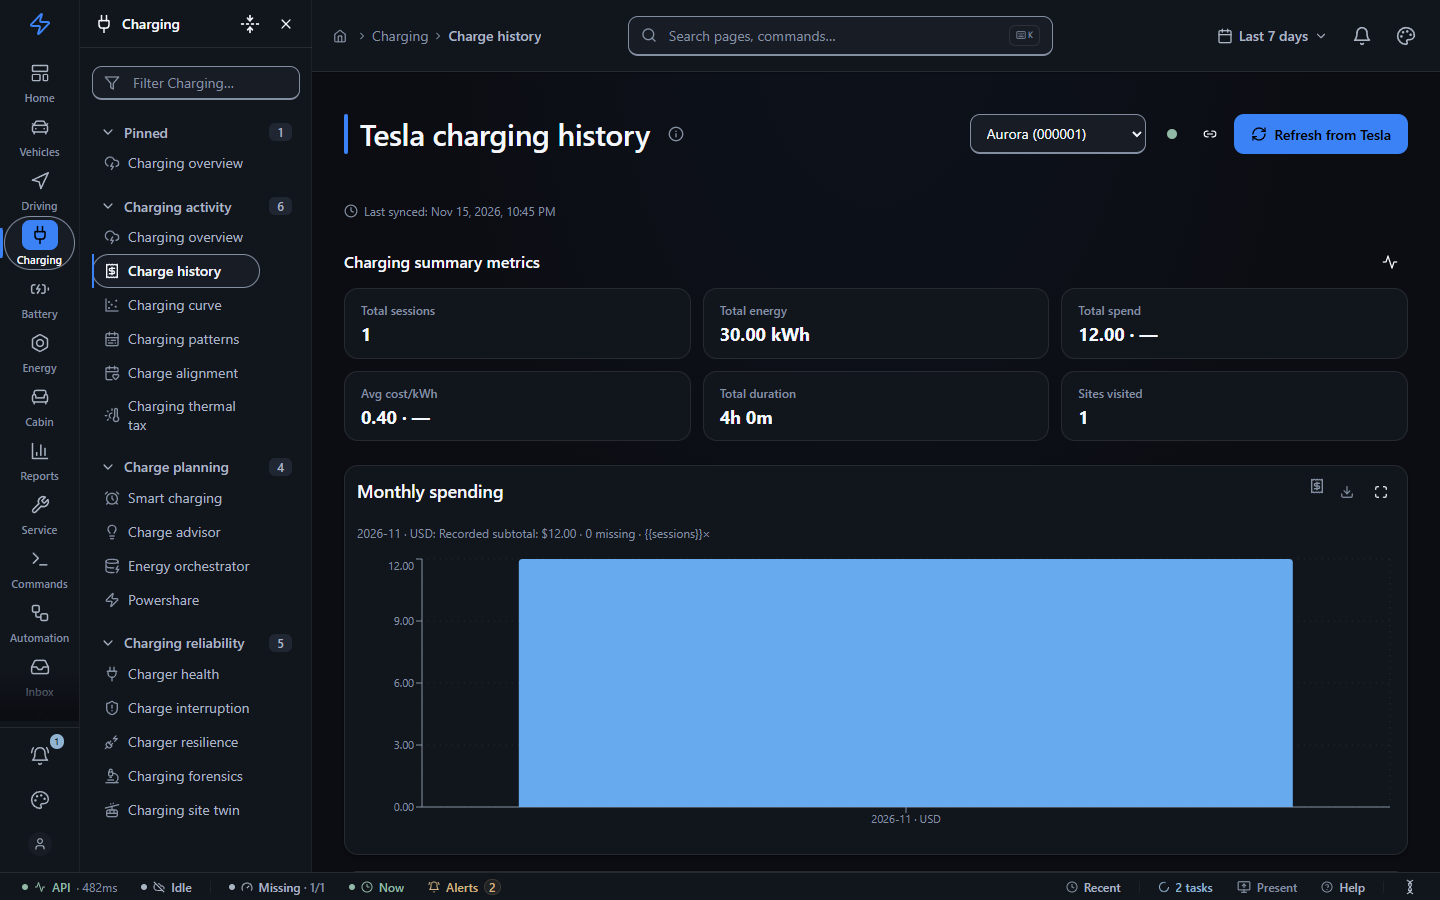 Charging
Home
Vehicles
Driving
Charging
Battery
Energy
Cabin
Reports
Service
Commands
Automation
Inbox
1
Filter Charging...
Pinned 1
Charging overview
Charging activity 6
Charging overview
Charge history
Charging curve
Charging patterns
Charge alignment
Charging thermal
tax
Charge planning 4
Smart charging
Charge advisor
Energy orchestrator
Powershare
Charging reliability 5
Charger health
Charge interruption
Charger resilience
Charging forensics
Charging site twin
Charging › Charge history
Search pages, commands...
K
Last 7 days
Tesla charging history
Aurora (000001)
Refresh from Tesla
Last synced: Nov 15, 2026, 10:45 PM
Charging summary metrics
Total sessions
1
Total energy
30.00 kWh
Total spend
12.00 · —
Avg cost/kWh
0.40 · —
Total duration
4h 0m
Sites visited
1
Monthly spending
2026-11 · USD: Recorded subtotal: $12.00 · 0 missing · {{sessions}}×
12.00
9.00
6.00
3.00
0.00
2026-11 · USD
API · 482ms
Idle
Missing · 1/1
Now
Alerts 2
Recent
2 tasks
Present
Help